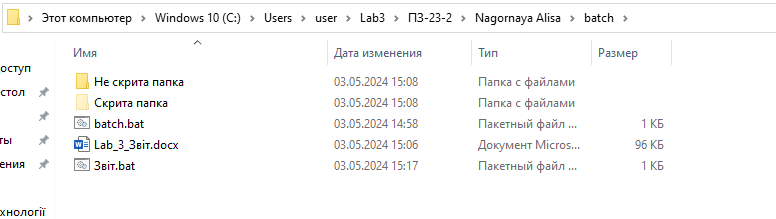 Этот компьютер > Windows 10 (C:) > Users > user > Lab3 > ПЗ-23-2 > Nagornaya Alisa > batch >
Имя Дата изменения Тип Размер
оступ Не скрита папка 03.05.2024 15:08 Папка с файлами
стол Скрита папка 03.05.2024 15:08 Папка с файлами
batch.bat 03.05.2024 14:58 Пакетный файл ... 1 КБ
ты Lab_3_Звіт.docx 03.05.2024 15:06 Документ Micros... 96 КБ
ения Звіт.bat 03.05.2024 15:17 Пакетный файл ... 1 КБ
хнології